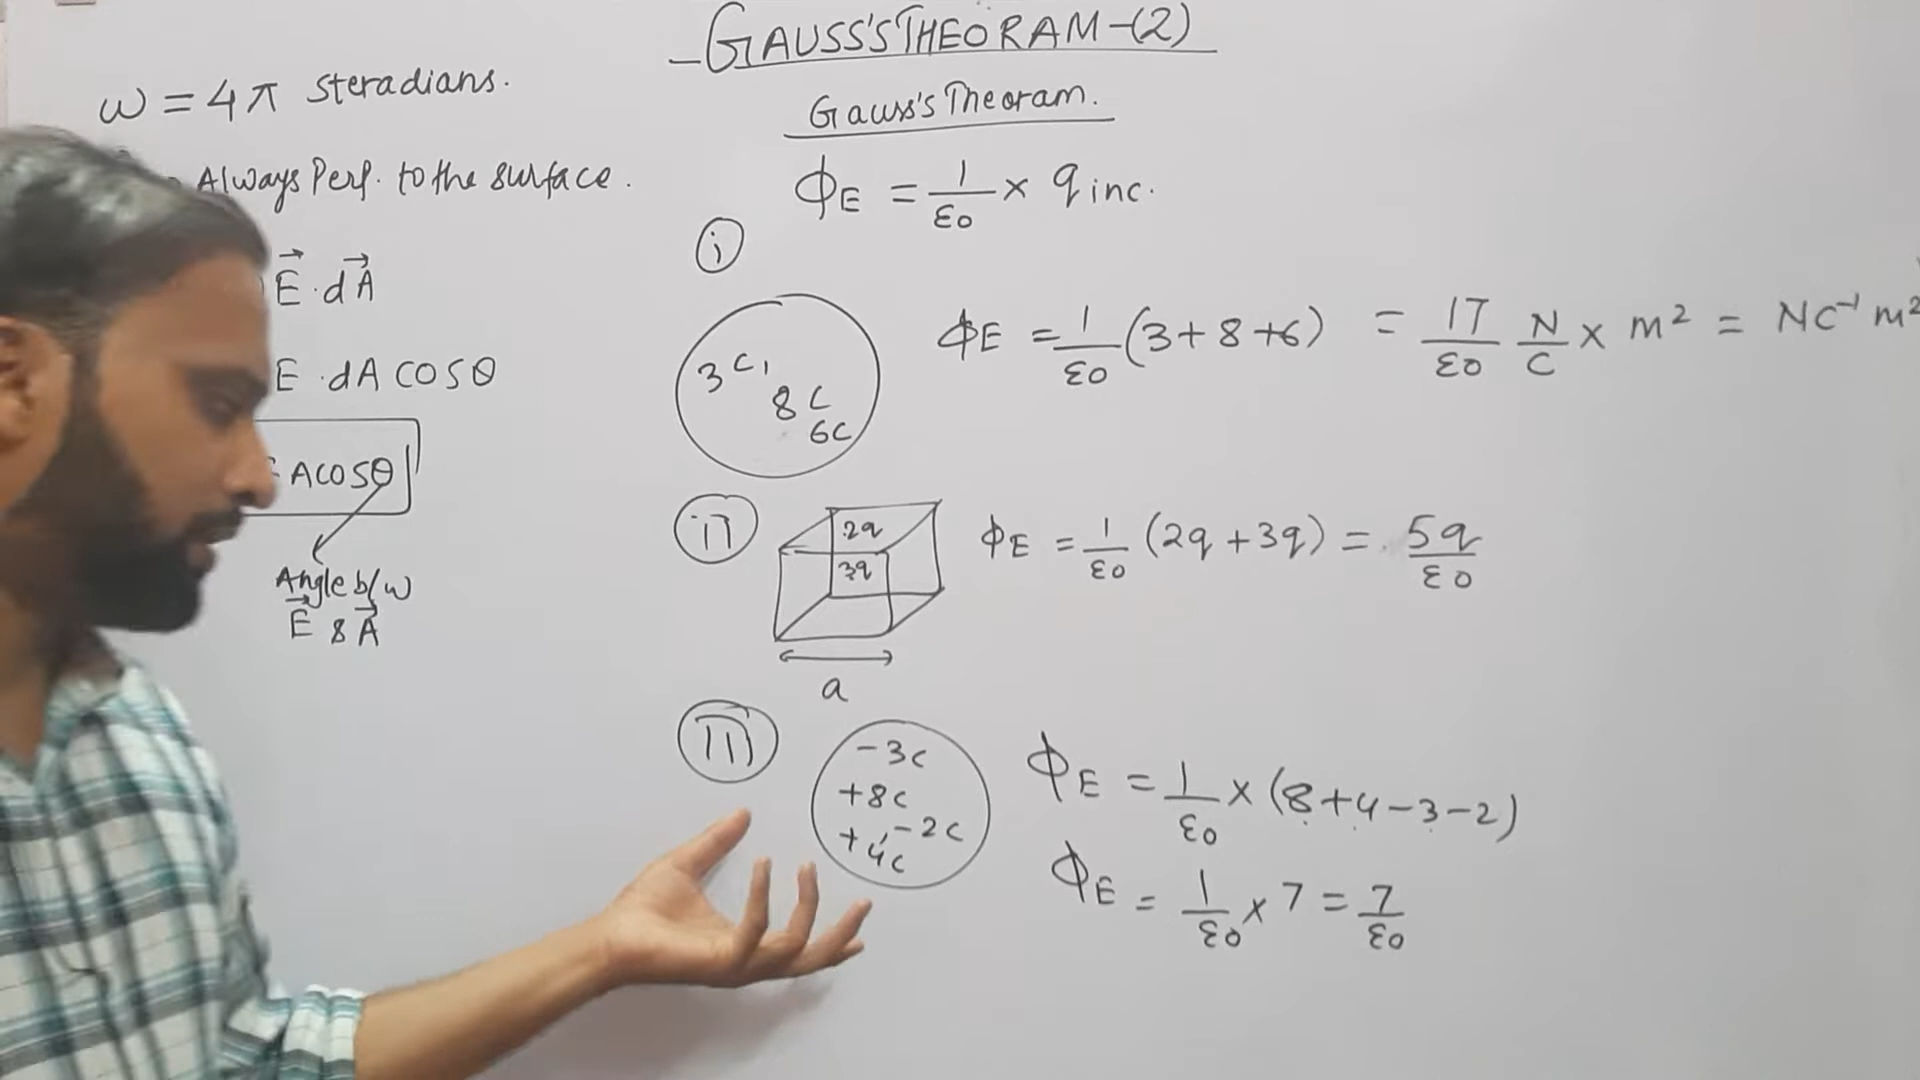 GAUSS'S THEORAM-(2)
ω = 4π steradians.
Always Perp. to the surface.
E⃗ . dA⃗
E . dA COSθ
ACOSθ
Angle b/w
E⃗ & A⃗
Gauss's Theoram.
ΦE = 1/ε0 × q inc.
(i)
3C,
8C
6C
ΦE = 1/ε0 (3+8+6) = 17/ε0 N/C × m² = NC⁻¹ m²
(ii)
2q
3q
a
ΦE = 1/ε0 (2q+3q) = 5q/ε0
(iii)
-3C
+8C
-2C
+4C
ΦE = 1/ε0 × (8+4-3-2)
ΦE = 1/ε0 × 7 = 7/ε0